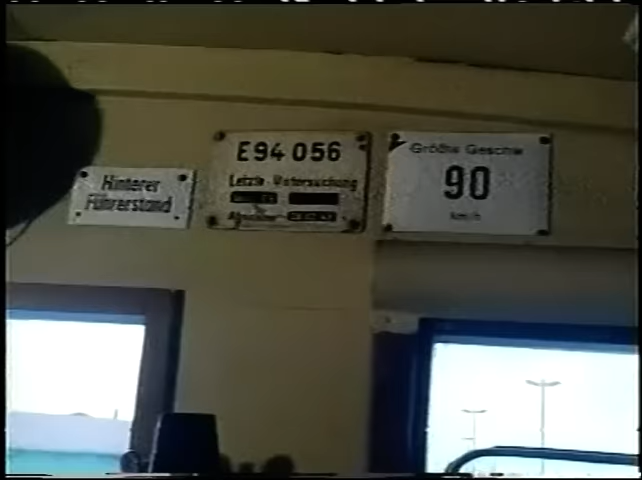 Hinterer
Führerstand
E94 056
Letzte Untersuchung
Größte Geschw.
90
km/h